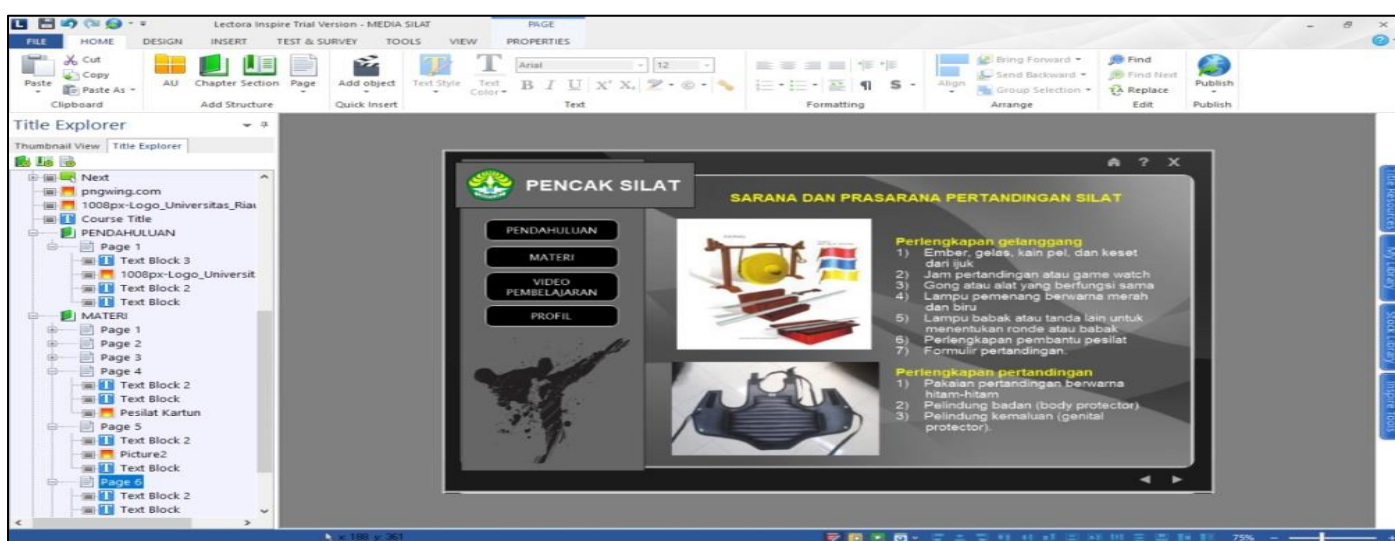 Lectora Inspire Trial Version - MEDIA SILAT
PAGE
FILE HOME DESIGN INSERT TEST & SURVEY TOOLS VIEW PROPERTIES
Paste
Cut
Copy
Paste As
Clipboard
AU Chapter Section Page
Add Structure
Add object
Quick Insert
Text Style
Text Color
Arial
12
B I U
Text
Formatting
Align
Bring Forward
Send Backward
Group Selection
Arrange
Find
Find Next
Replace
Edit
Publish
Publish
Title Explorer
Thumbnail View Title Explorer
Next
pngwing.com
1008px-Logo_Universitas_Riau
Course Title
PENDAHULUAN
Page 1
Text Block 3
1008px-Logo_Universit
Text Block 2
Text Block
MATERI
Page 1
Page 2
Page 3
Page 4
Text Block 2
Text Block
Pesilat Kartun
Page 5
Text Block 2
Picture2
Text Block
Page 6
Text Block 2
Text Block
PENCAK SILAT
PENDAHULUAN
MATERI
VIDEO
PEMBELAJARAN
PROFIL
SARANA DAN PRASARANA PERTANDINGAN SILAT
Perlengkapan gelanggang
1) Ember, gelas, kain pel, dan keset
dari ijuk
2) Jam pertandingan atau game watch
3) Gong atau alat yang berfungsi sama
4) Lampu pemenang berwarna merah
dan biru
5) Lampu babak atau tanda lain untuk
menentukan ronde atau babak
6) Perlengkapan pembantu pesilat
7) Formulir pertandingan.
Perlengkapan pertandingan
1) Pakaian pertandingan berwarna
hitam-hitam
2) Pelindung badan (body protector)
3) Pelindung kemaluan (genital
protector).
Title Resources
My Library
Stock Library
Inspire Tools
x: 188 y: 361
75%